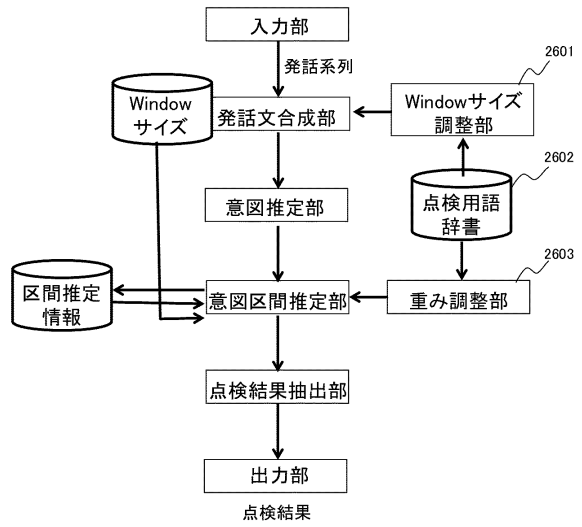 入力部
発話系列
2601
Window
サイズ
発話文合成部
Windowサイズ
調整部
2602
意図推定部
点検用語
辞書
2603
区間推定
情報
意図区間推定部
重み調整部
点検結果抽出部
出力部
点検結果